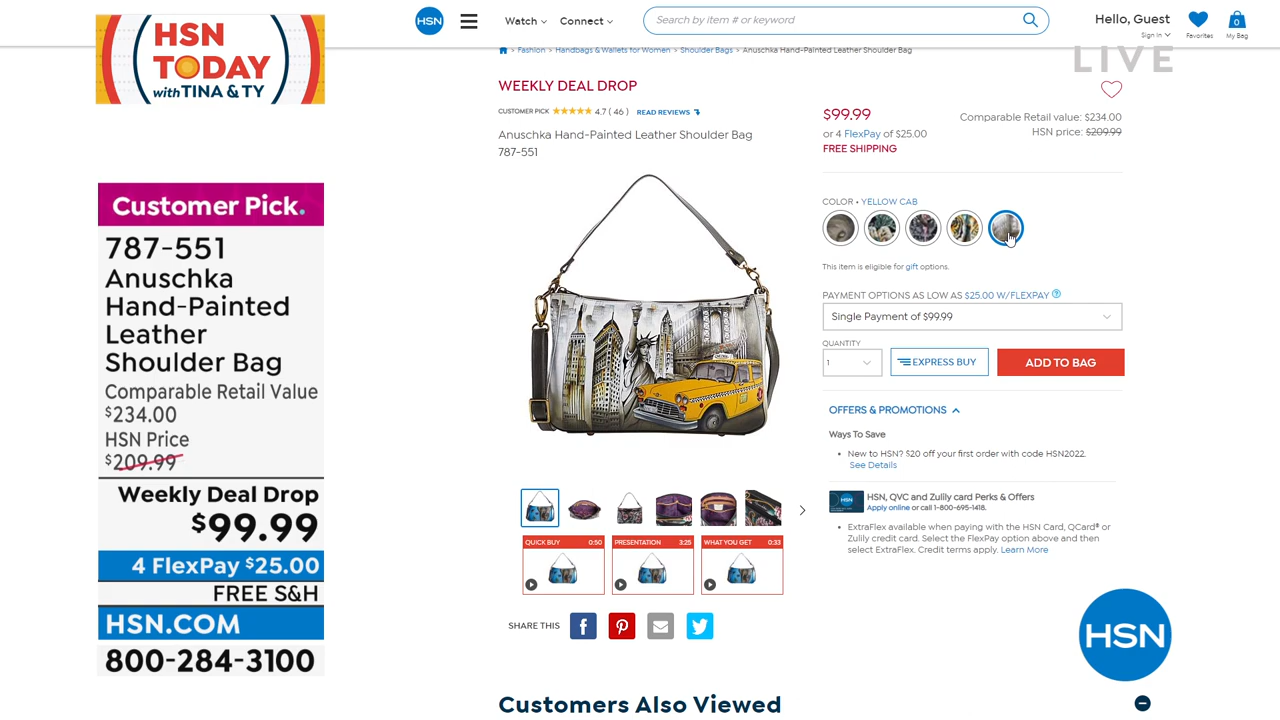 HSN
TODAY
with TINA & TY
HSN
Watch
Connect
Search by item # or keyword
Hello, Guest
Sign In
Favorites
0
My Bag
LIVE
> Fashion > Handbags & Wallets for Women > Shoulder Bags > Anuschka Hand-Painted Leather Shoulder Bag
WEEKLY DEAL DROP
CUSTOMER PICK 4.7 ( 46 ) READ REVIEWS
Anuschka Hand-Painted Leather Shoulder Bag
787-551
$99.99
or 4 FlexPay of $25.00
FREE SHIPPING
Comparable Retail value: $234.00
HSN price: $209.99
COLOR • YELLOW CAB
This item is eligible for gift options.
PAYMENT OPTIONS AS LOW AS $25.00 W/FLEXPAY ?
Single Payment of $99.99
QUANTITY
1
EXPRESS BUY
ADD TO BAG
OFFERS & PROMOTIONS
Ways To Save
• New to HSN? $20 off your first order with code HSN2022.
See Details
HSN, QVC and Zulily card Perks & Offers
Apply online or call 1-800-695-1418.
• ExtraFlex available when paying with the HSN Card, QCard® or
Zulily credit card. Select the FlexPay option above and then
select ExtraFlex. Credit terms apply. Learn More
QUICK BUY 0:50
PRESENTATION 3:25
WHAT YOU GET 0:33
SHARE THIS
Customers Also Viewed
Customer Pick.
787-551
Anuschka
Hand-Painted
Leather
Shoulder Bag
Comparable Retail Value
$234.00
HSN Price
$209.99
Weekly Deal Drop
$99.99
4 FlexPay $25.00
FREE S&H
HSN.COM
800-284-3100
HSN